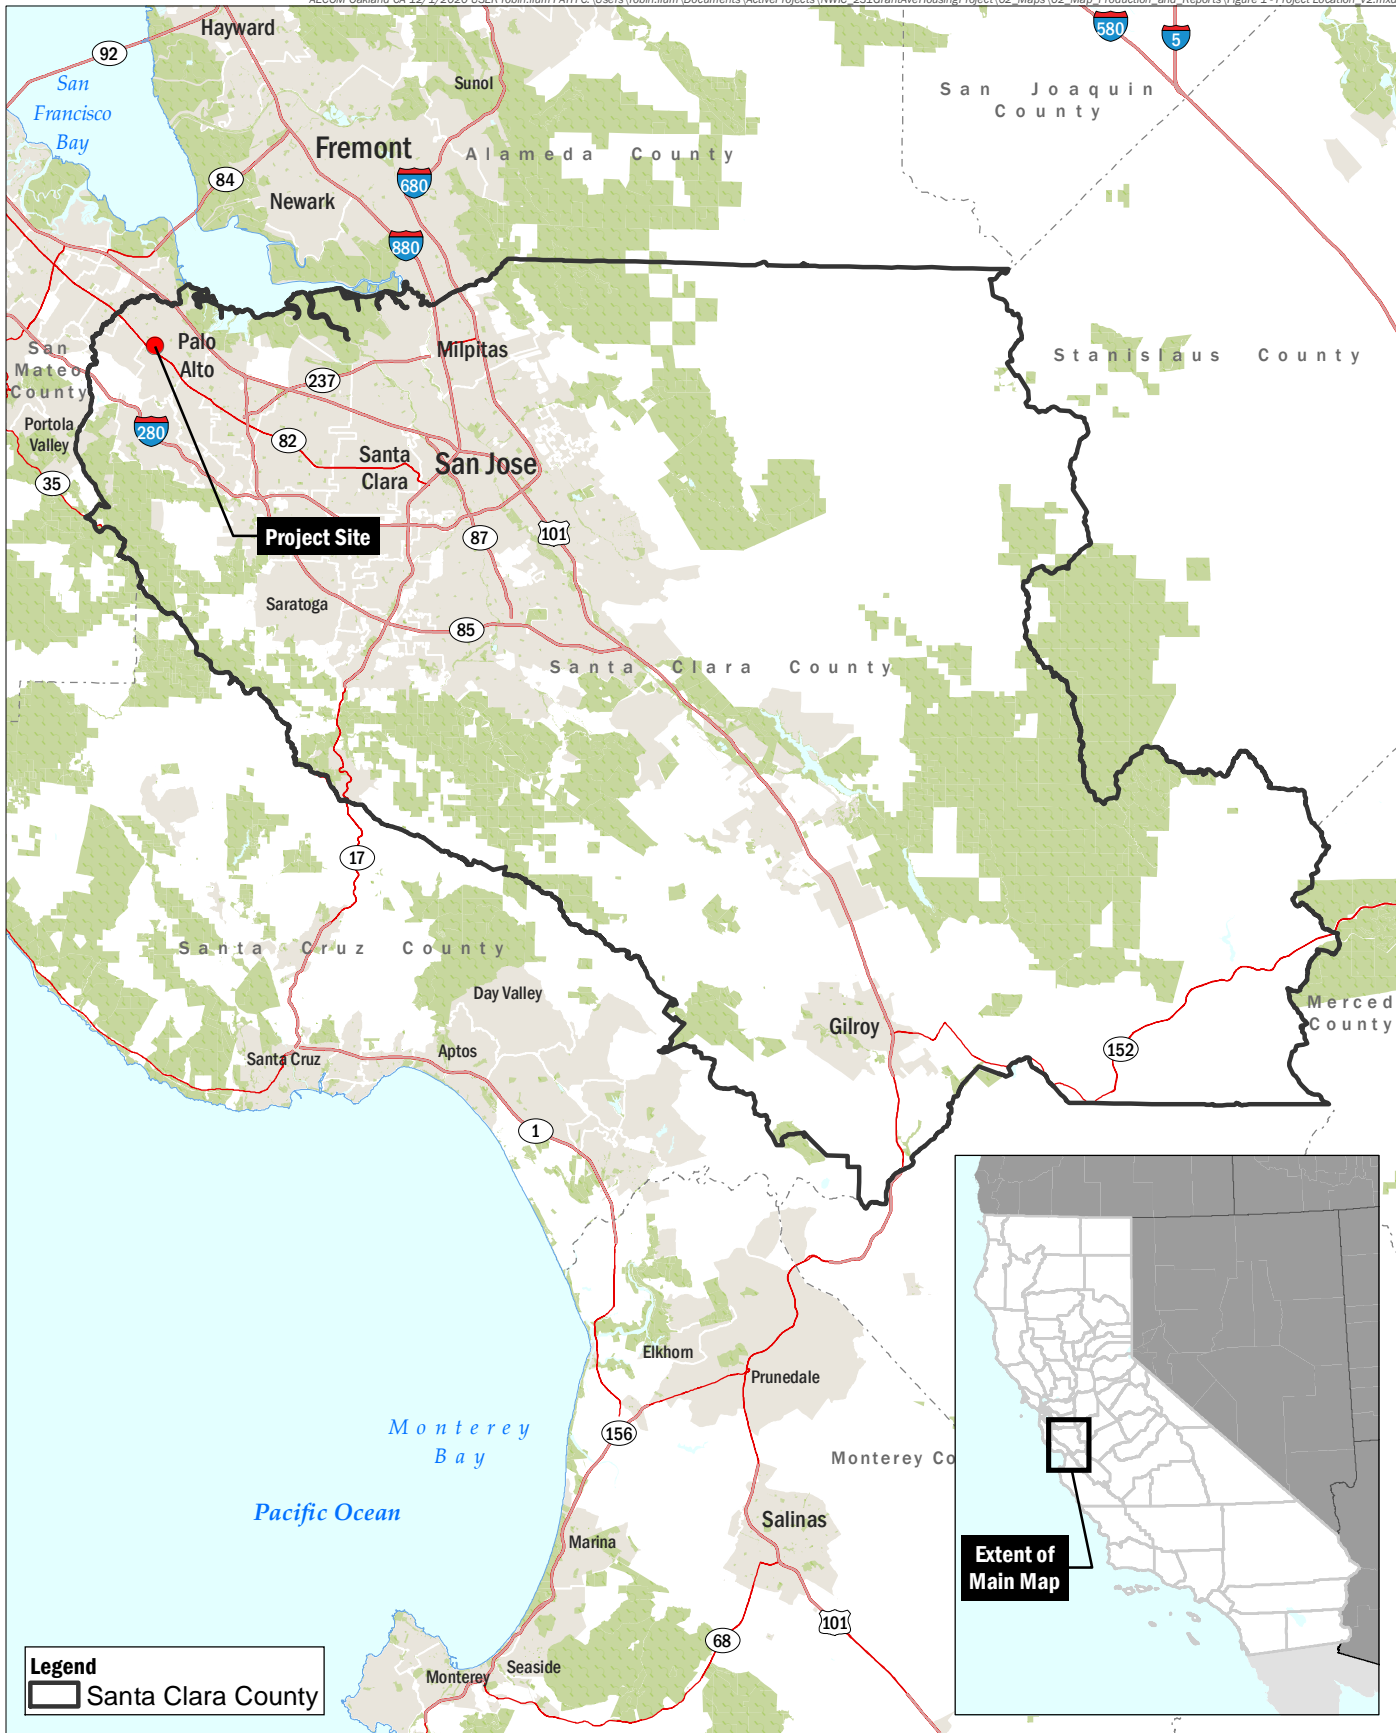 Hayward
92
580
5
San
Francisco
Bay
Sunol
San Joaquin
County
Fremont
Alameda County
84
680
Newark
880
Palo
Alto
Milpitas
San
Mateo
County
Stanislaus County
237
Portola
Valley
280
82
Santa
Clara
San Jose
35
Project Site
87
101
Saratoga
85
Santa Clara County
17
Santa Cruz County
Day Valley
Merced
County
Gilroy
Santa Cruz
Aptos
152
1
Elkhorn
Prunedale
156
Monterey
Bay
Monterey Co
Pacific Ocean
Salinas
Marina
Extent of
Main Map
101
68
Seaside
Monterey
Legend
Santa Clara County